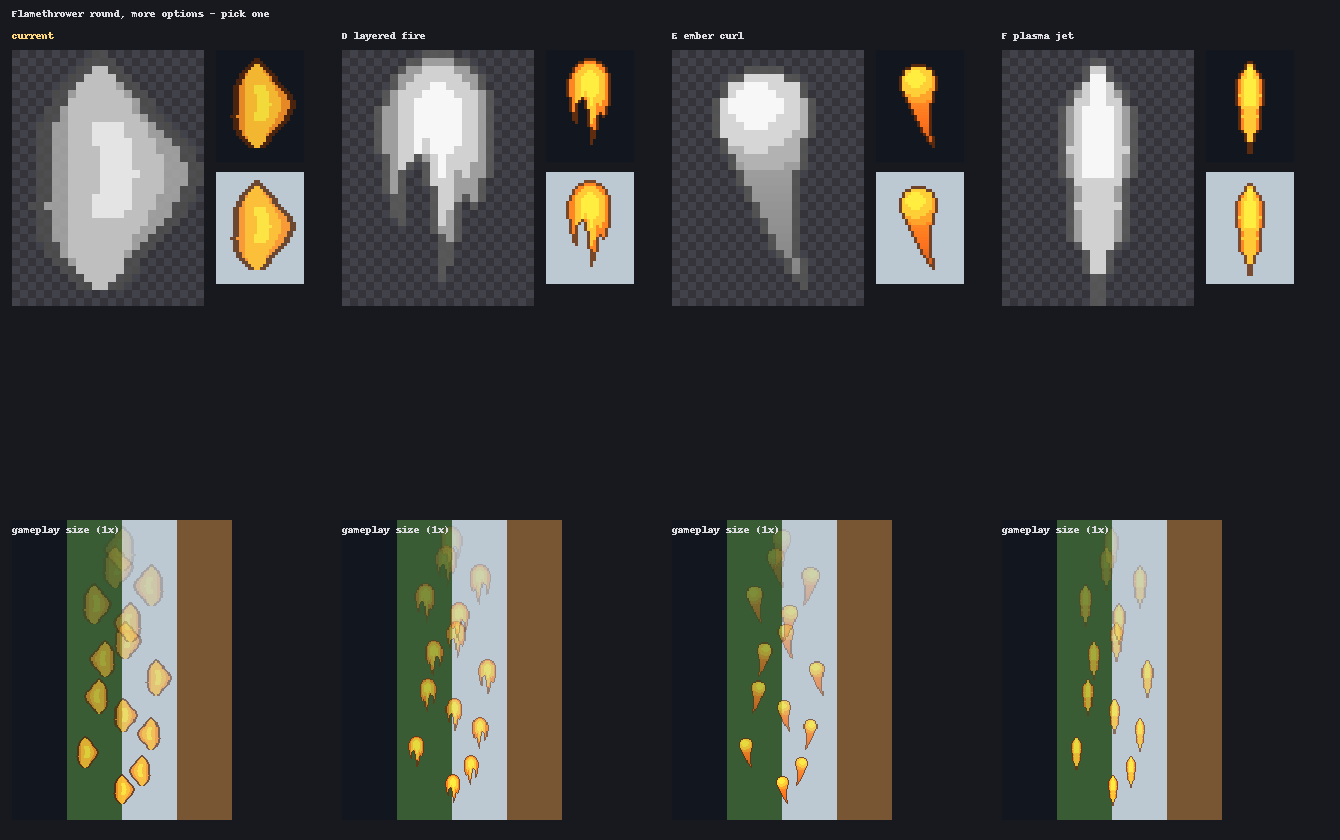 Flamethrower round, more options - pick one
current
D layered fire
E ember curl
F plasma jet
gameplay size (1x)
gameplay size (1x)
gameplay size (1x)
gameplay size (1x)